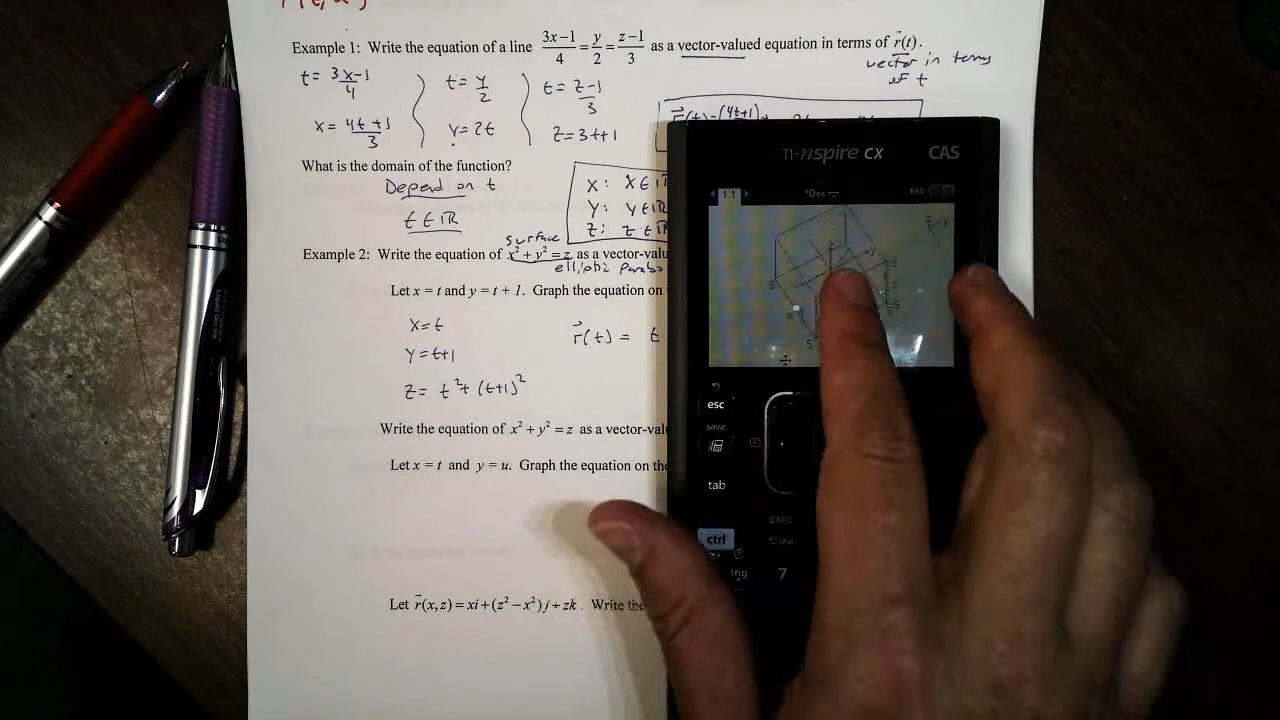 Example 1: Write the equation of a line (3x−1)/4 = y/2 = (z−1)/3 as a vector-valued equation in terms of r⃗(t).
vector in terms
of t
t = (3x−1)/4
t = y/2
t = (z−1)/3
x = (4t+1)/3
y = 2t
z = 3t+1
What is the domain of the function?
Depend on t
t ∈ ℝ
x: x ∈ ℝ
y: y ∈ ℝ
z: z ∈ ℝ
surface
Example 2: Write the equation of x² + y² = z as a
elliptic
Let x = t and y = t + 1. Graph the equation on
x = t
y = t+1
z = t² + (t+1)²
r⃗(t) = t
Write the equation of x² + y² = z as a
Let x = t and y = u. Graph the equation on the
Let r⃗(x,z) = xi + (z² − x²)j + zk. Write the
TI-nspire CX CAS
1.1
*Doc
RAD
esc
save
tab
ctrl
trig
7